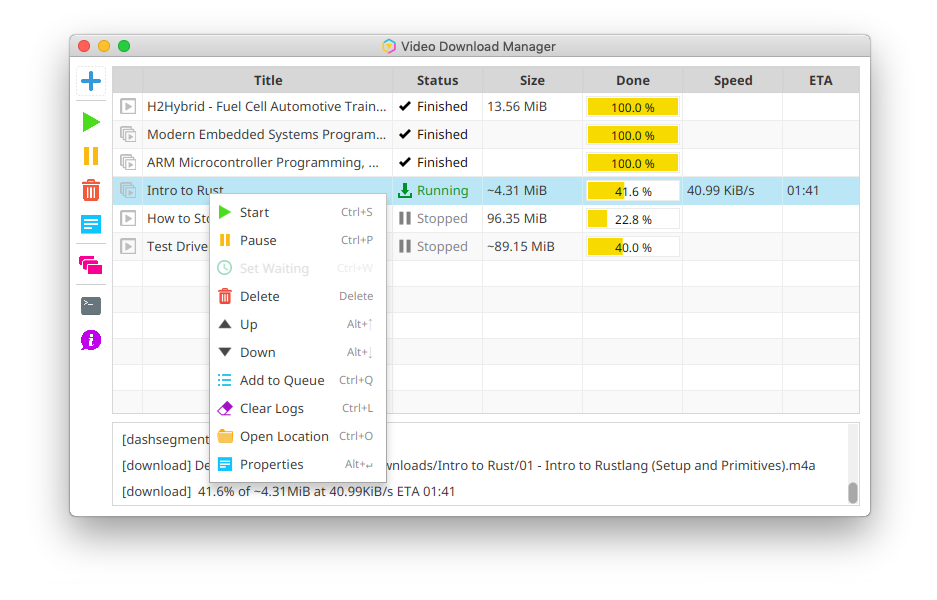 Video Download Manager
Title Status Size Done Speed ETA
H2Hybrid - Fuel Cell Automotive Train... Finished 13.56 MiB 100.0 %
Modern Embedded Systems Program... Finished 100.0 %
ARM Microcontroller Programming, ... Finished 100.0 %
Intro to Rust Running ~4.31 MiB 41.6 % 40.99 KiB/s 01:41
How to Sto Stopped 96.35 MiB 22.8 %
Test Drive Stopped ~89.15 MiB 40.0 %
Start Ctrl+S
Pause Ctrl+P
Set Waiting Ctrl+W
Delete Delete
Up Alt+↑
Down Alt+↓
Add to Queue Ctrl+Q
Clear Logs Ctrl+L
Open Location Ctrl+O
Properties Alt+↵
[dashsegment
[download] De wnloads/Intro to Rust/01 - Intro to Rustlang (Setup and Primitives).m4a
[download] 41.6% of ~4.31MiB at 40.99KiB/s ETA 01:41